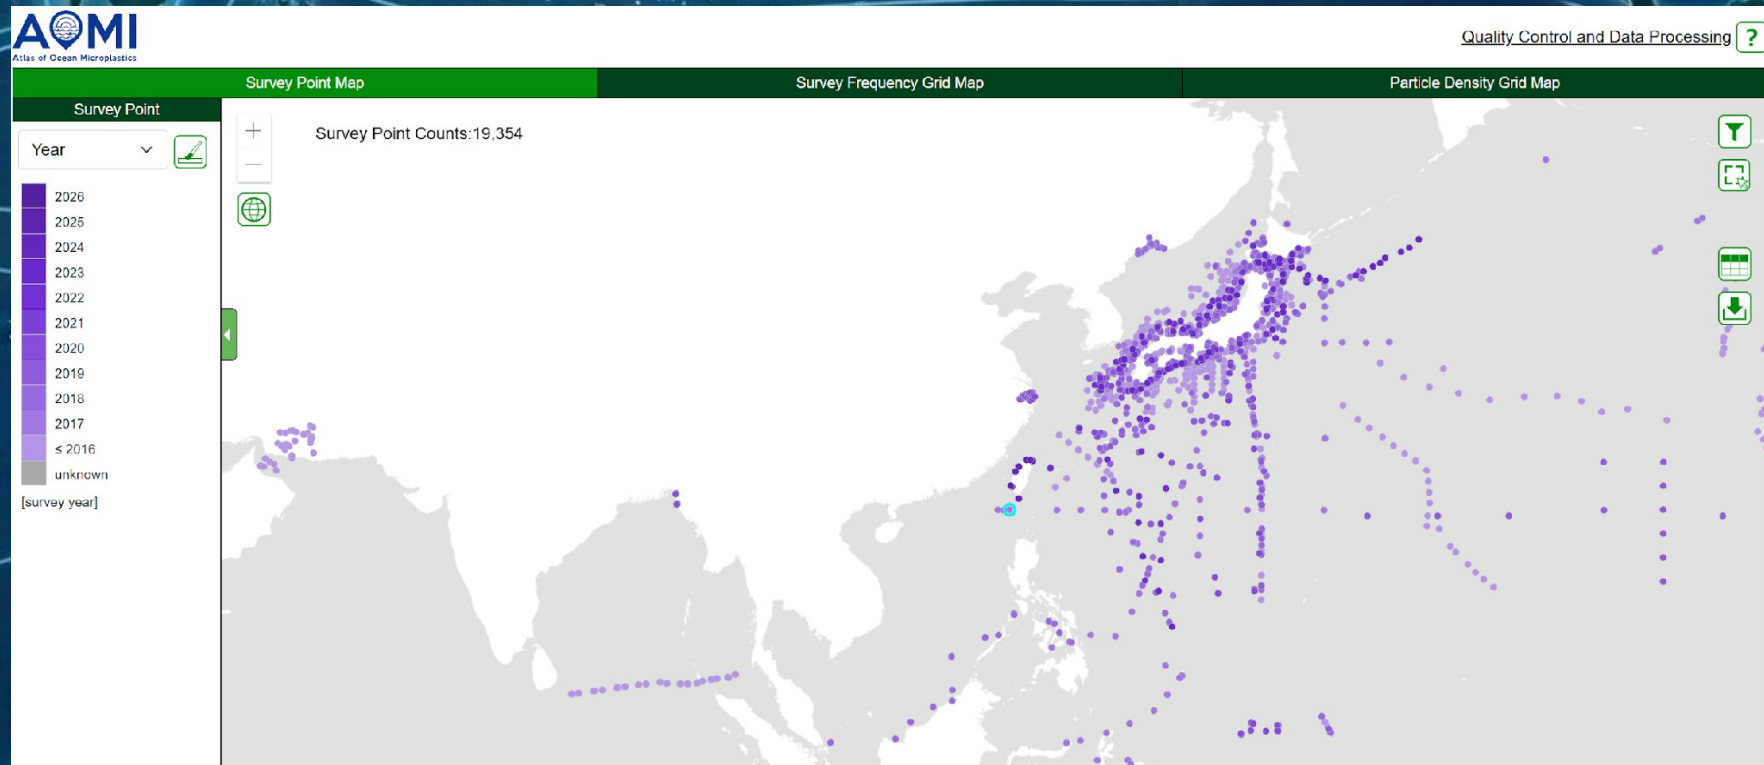 AOMI
Atlas of Ocean Microplastics
Quality Control and Data Processing ?
Survey Point Map
Survey Frequency Grid Map
Particle Density Grid Map
Survey Point
Year
2026
2025
2024
2023
2022
2021
2020
2019
2018
2017
≤ 2016
unknown
[survey year]
+
−
Survey Point Counts:19,354